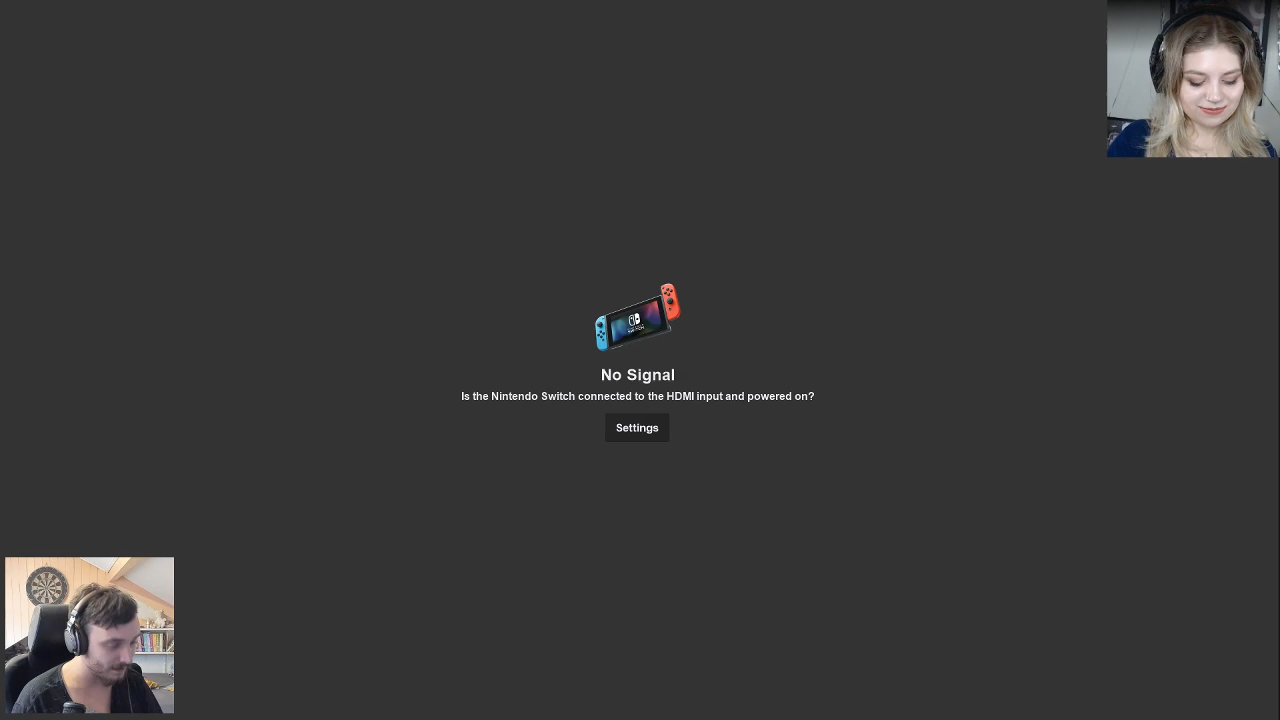 No Signal
Is the Nintendo Switch connected to the HDMI input and powered on?
Settings